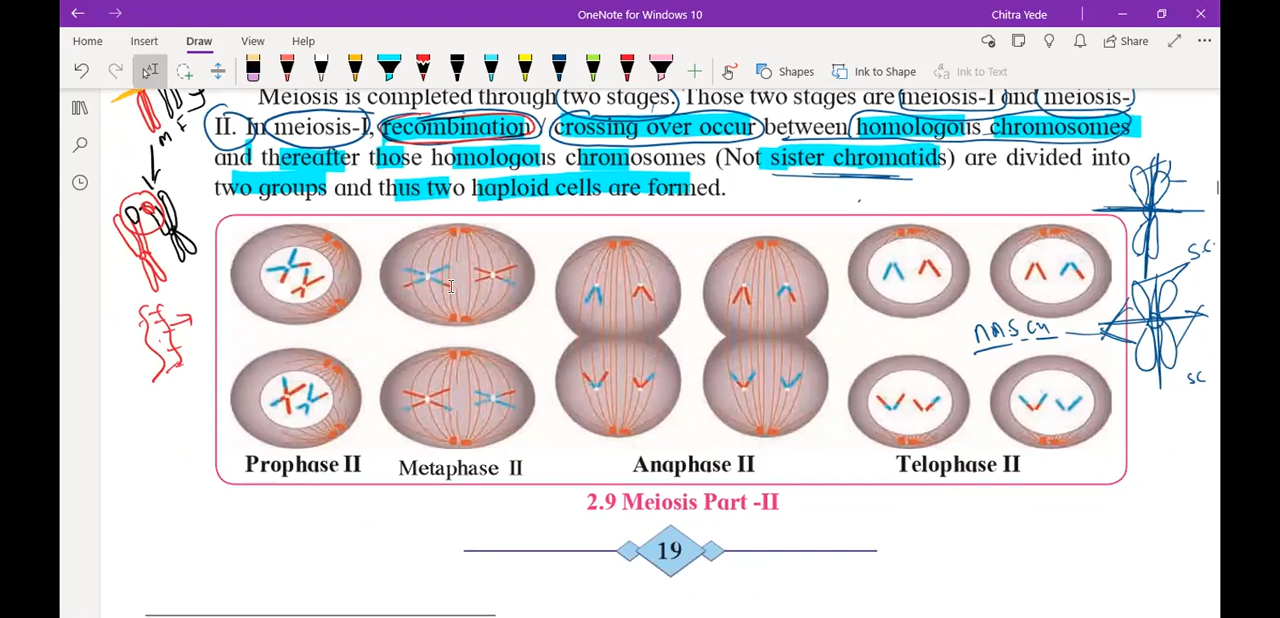 OneNote for Windows 10
Chitra Yede
Home Insert Draw View Help
Share
Shapes
Ink to Shape
Ink to Text
Meiosis is completed through two stages. Those two stages are meiosis-I and meiosis-
II. In meiosis-I, recombination / crossing over occur between homologous chromosomes
and thereafter those homologous chromosomes (Not sister chromatids) are divided into
two groups and thus two haploid cells are formed.
S.C.
SC
Prophase II Metaphase II Anaphase II Telophase II
2.9 Meiosis Part -II
19